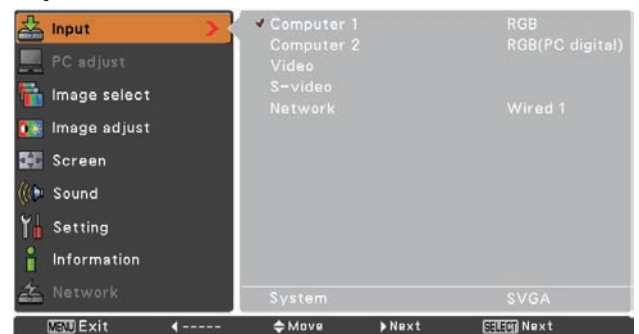 Input
PC adjust
Image select
Image adjust
Screen
Sound
Setting
Information
Network
Computer 1 RGB
Computer 2 RGB(PC digital)
Video
S-video
Network Wired 1
System SVGA
MENU Exit ----- Move Next SELECT Next